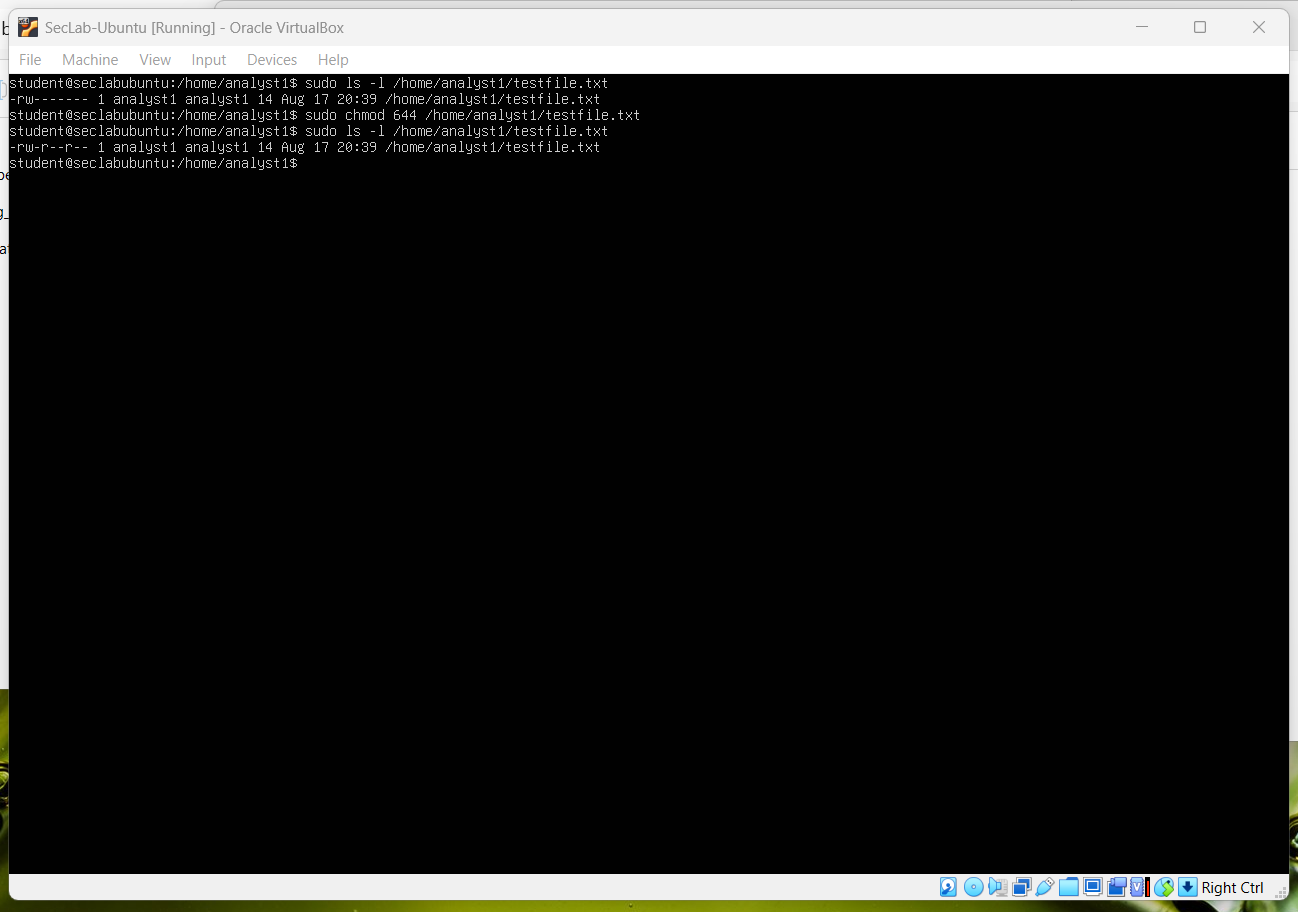 SecLab-Ubuntu [Running] - Oracle VirtualBox
File Machine View Input Devices Help
student@seclabubuntu:/home/analyst1$ sudo ls -l /home/analyst1/testfile.txt
-rw------- 1 analyst1 analyst1 14 Aug 17 20:39 /home/analyst1/testfile.txt
student@seclabubuntu:/home/analyst1$ sudo chmod 644 /home/analyst1/testfile.txt
student@seclabubuntu:/home/analyst1$ sudo ls -l /home/analyst1/testfile.txt
-rw-r--r-- 1 analyst1 analyst1 14 Aug 17 20:39 /home/analyst1/testfile.txt
student@seclabubuntu:/home/analyst1$
Right Ctrl